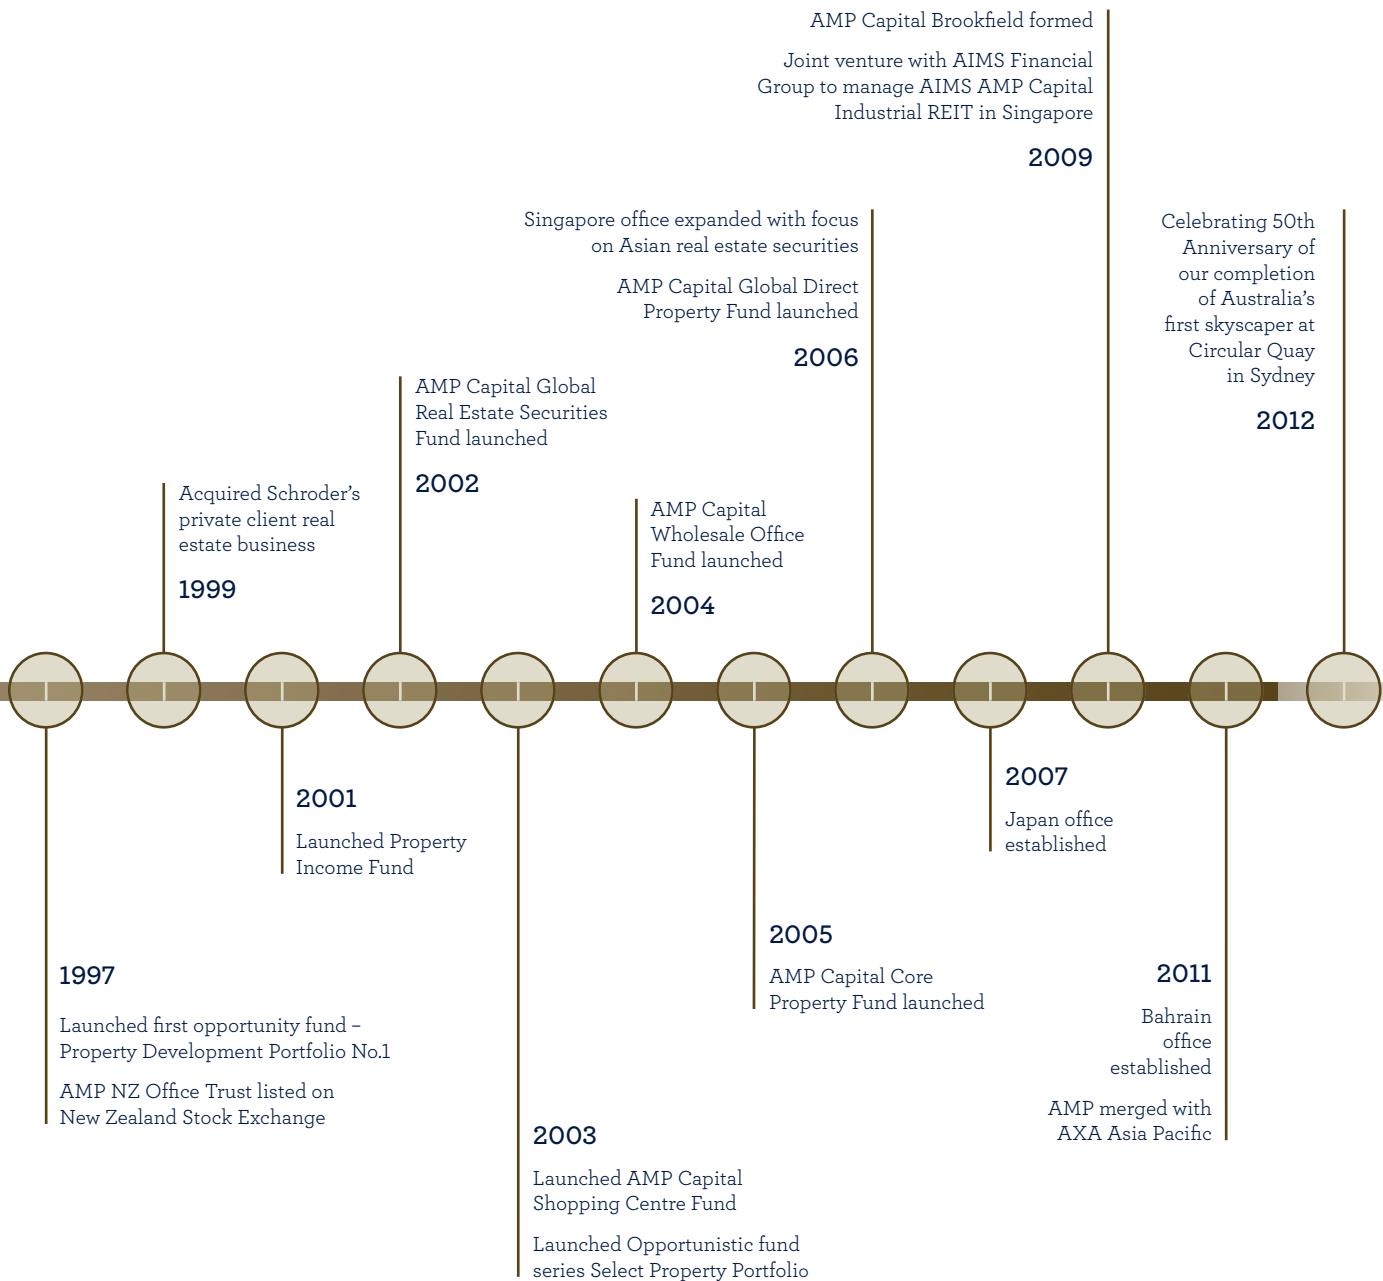 AMP Capital Brookfield formed
Joint venture with AIMS Financial
Group to manage AIMS AMP Capital
Industrial REIT in Singapore
2009
Singapore office expanded with focus
on Asian real estate securities
AMP Capital Global Direct
Property Fund launched
2006
Celebrating 50th
Anniversary of
our completion
of Australia’s
first skyscaper at
Circular Quay
in Sydney
2012
AMP Capital Global
Real Estate Securities
Fund launched
2002
Acquired Schroder’s
private client real
estate business
1999
AMP Capital
Wholesale Office
Fund launched
2004
2001
Launched Property
Income Fund
2007
Japan office
established
2005
AMP Capital Core
Property Fund launched
1997
Launched first opportunity fund –
Property Development Portfolio No.1
AMP NZ Office Trust listed on
New Zealand Stock Exchange
2011
Bahrain
office
established
AMP merged with
AXA Asia Pacific
2003
Launched AMP Capital
Shopping Centre Fund
Launched Opportunistic fund
series Select Property Portfolio